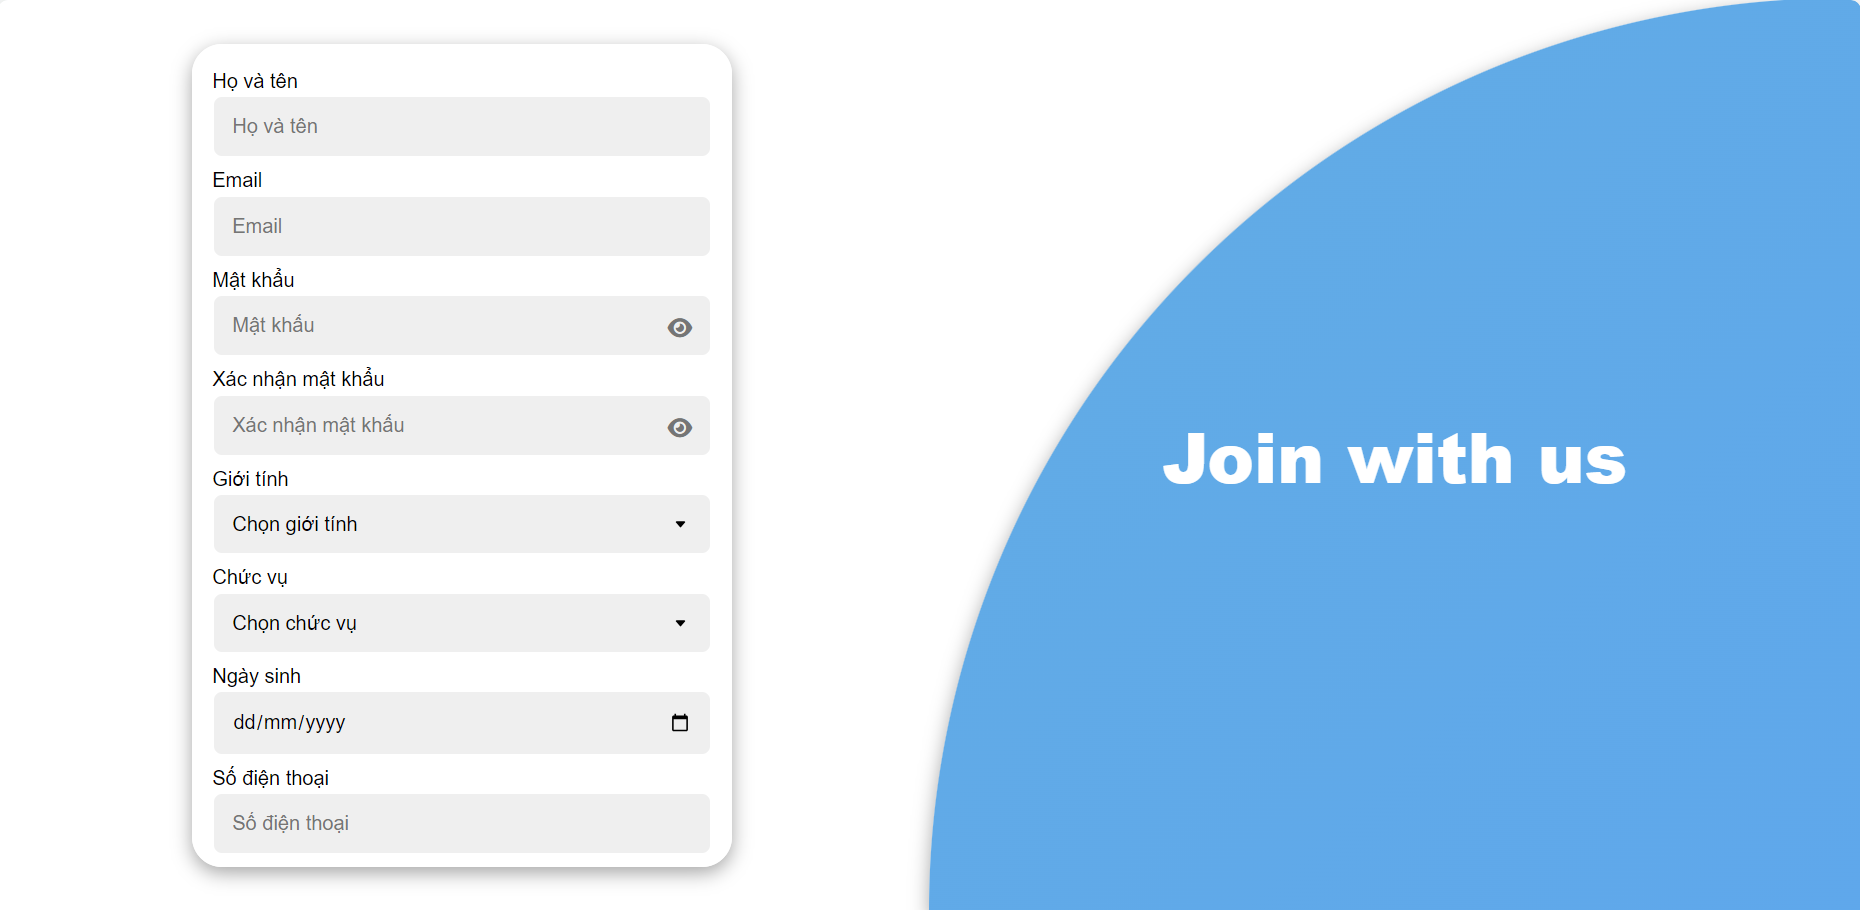 Họ và tên
Họ và tên
Email
Email
Mật khẩu
Mật khẩu
Xác nhận mật khẩu
Xác nhận mật khẩu
Giới tính
Chọn giới tính
Chức vụ
Chọn chức vụ
Ngày sinh
dd/mm/yyyy
Số điện thoại
Số điện thoại
Join with us